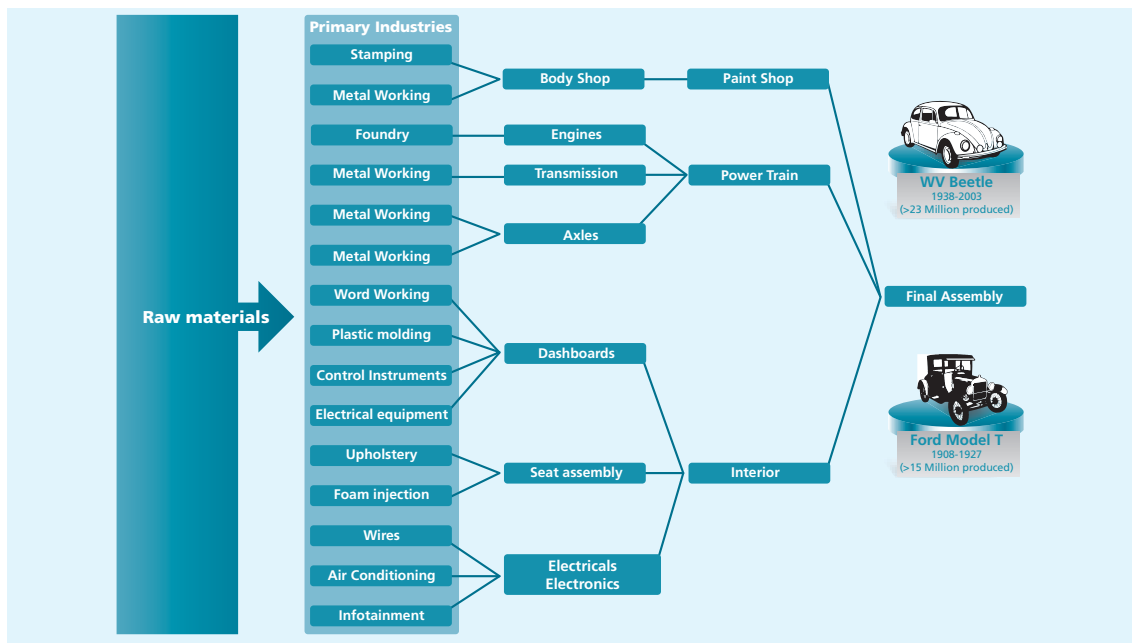 Raw materials
Primary Industries
Stamping
Metal Working
Foundry
Metal Working
Metal Working
Metal Working
Word Working
Plastic molding
Control Instruments
Electrical equipment
Upholstery
Foam injection
Wires
Air Conditioning
Infotainment
Body Shop
Engines
Transmission
Axles
Dashboards
Seat assembly
Electricals
Electronics
Paint Shop
Power Train
Interior
Final Assembly
WV Beetle
1938-2003
(>23 Million produced)
Ford Model T
1908-1927
(>15 Million produced)